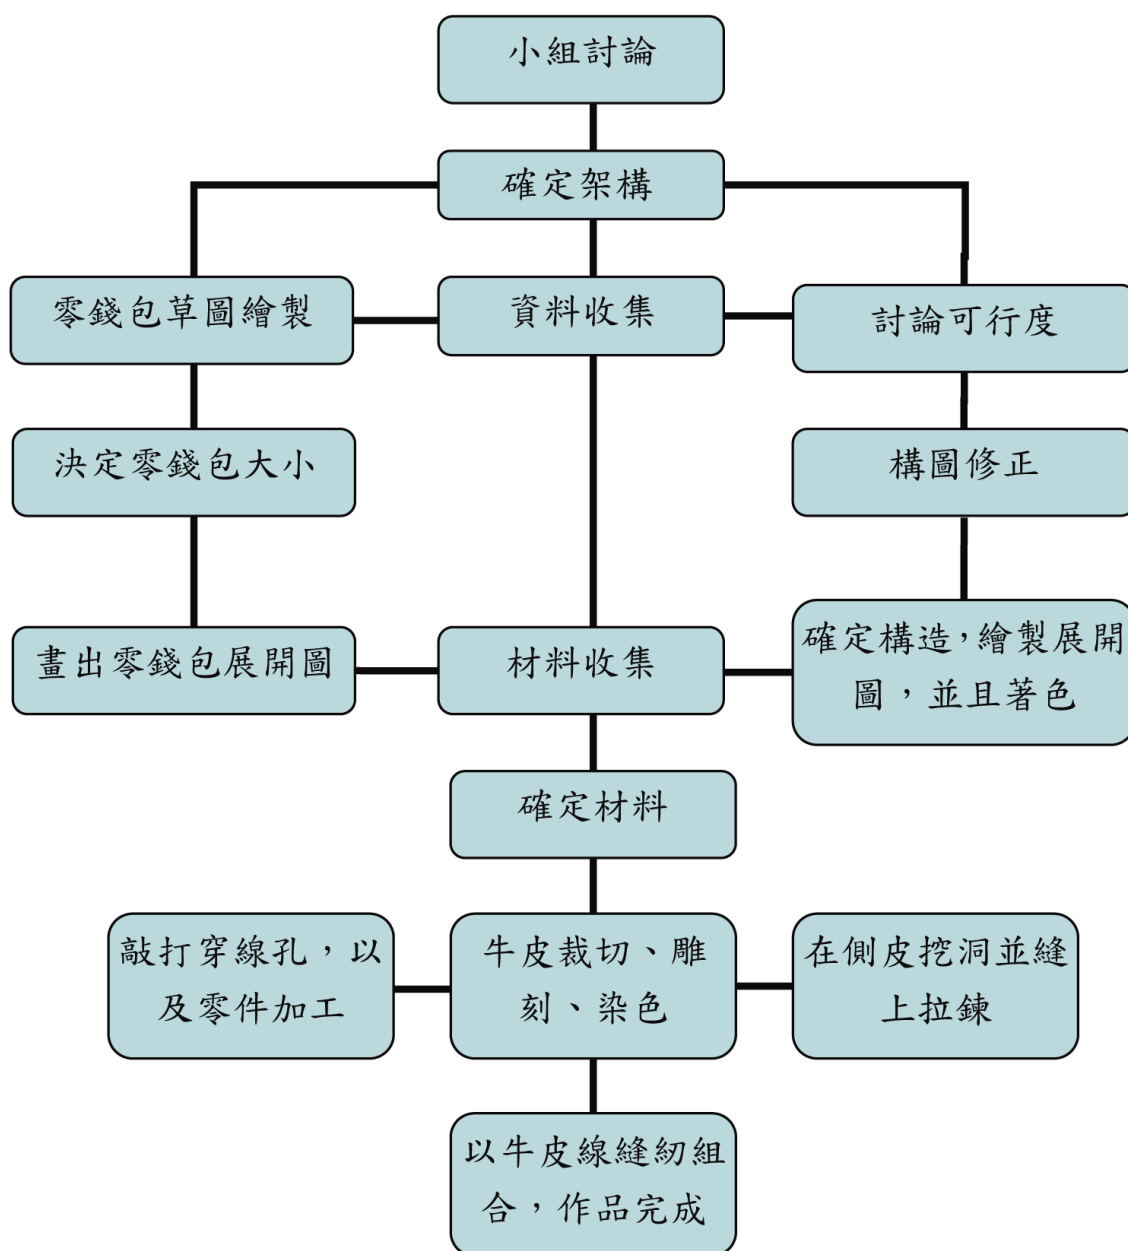 小組討論
確定架構
零錢包草圖繪製
資料收集
討論可行度
決定零錢包大小
構圖修正
畫出零錢包展開圖
材料收集
確定構造，繪製展開
圖，並且著色
確定材料
敲打穿線孔，以
及零件加工
牛皮裁切、雕
刻、染色
在側皮挖洞並縫
上拉鍊
以牛皮線縫紉組
合，作品完成